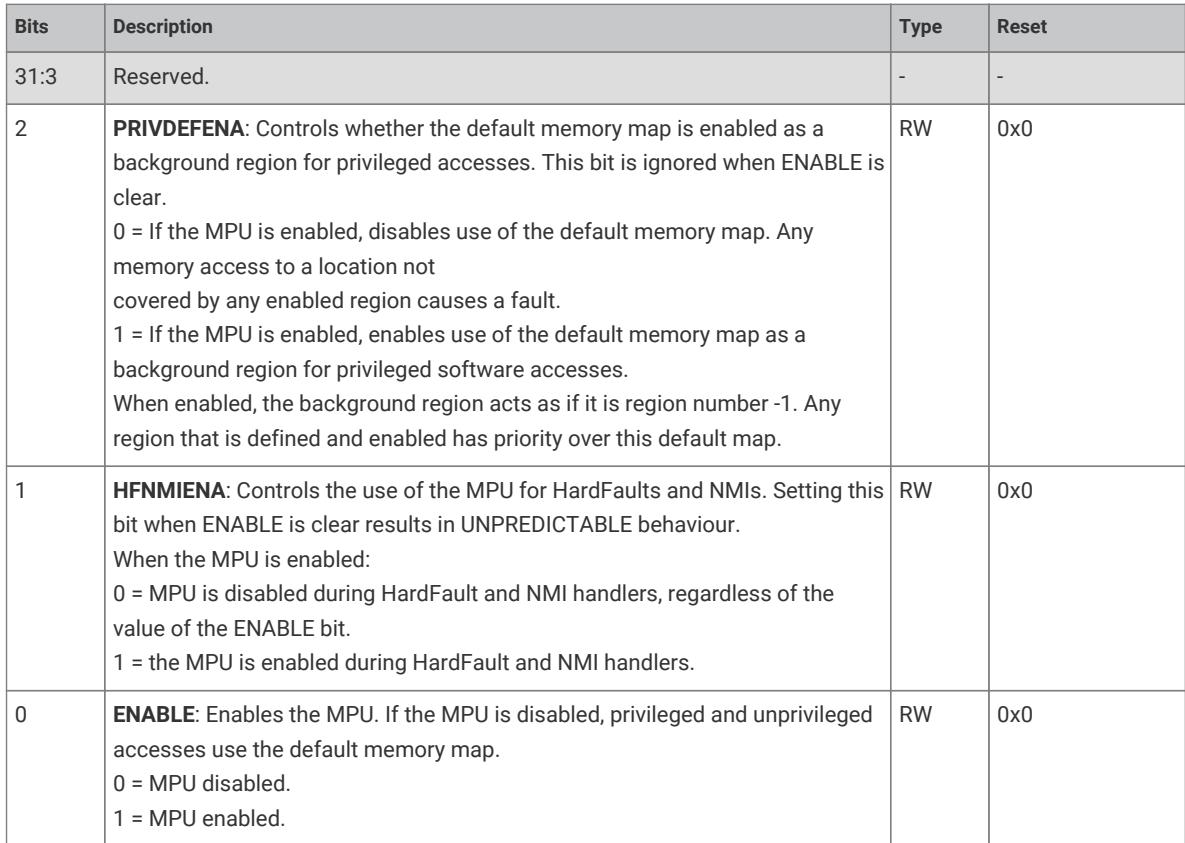 Bits Description Type Reset
31:3 Reserved. - -
2 PRIVDEFENA: Controls whether the default memory map is enabled as a RW 0x0
background region for privileged accesses. This bit is ignored when ENABLE is
clear.
0 = If the MPU is enabled, disables use of the default memory map. Any
memory access to a location not
covered by any enabled region causes a fault.
1 = If the MPU is enabled, enables use of the default memory map as a
background region for privileged software accesses.
When enabled, the background region acts as if it is region number -1. Any
region that is defined and enabled has priority over this default map.
1 HFNMIENA: Controls the use of the MPU for HardFaults and NMIs. Setting this RW 0x0
bit when ENABLE is clear results in UNPREDICTABLE behaviour.
When the MPU is enabled:
0 = MPU is disabled during HardFault and NMI handlers, regardless of the
value of the ENABLE bit.
1 = the MPU is enabled during HardFault and NMI handlers.
0 ENABLE: Enables the MPU. If the MPU is disabled, privileged and unprivileged RW 0x0
accesses use the default memory map.
0 = MPU disabled.
1 = MPU enabled.